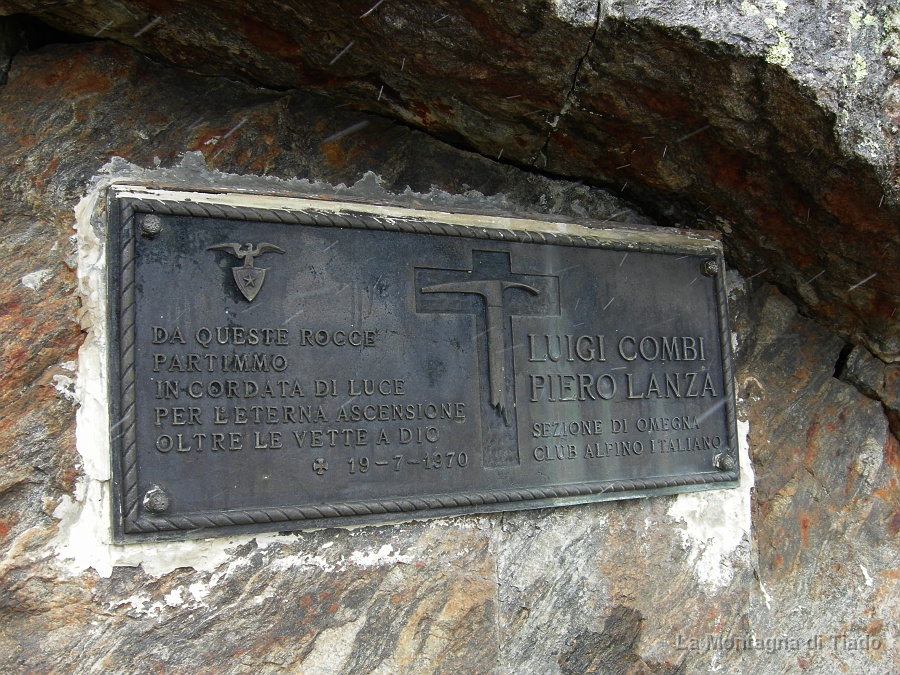 DA QUESTE ROCCE
PARTIMMO
IN CORDATA DI LUCE
PER L'ETERNA ASCENSIONE
OLTRE LE VETTE A DIO
✠ 19-7-1970
LUIGI COMBI
PIERO LANZA
SEZIONE DI OMEGNA
CLUB ALPINO ITALIANO
La Montagna di Tiado